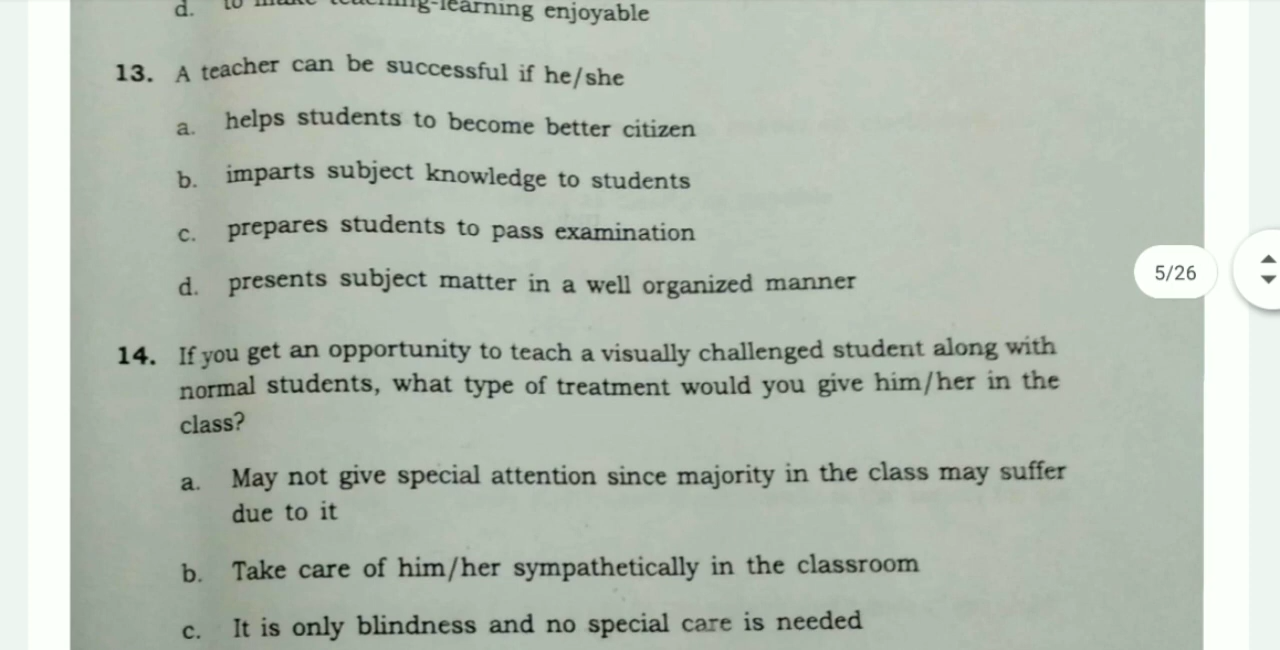 d. to make teaching-learning enjoyable
13. A teacher can be successful if he/she
a. helps students to become better citizen
b. imparts subject knowledge to students
c. prepares students to pass examination
d. presents subject matter in a well organized manner
5/26
14. If you get an opportunity to teach a visually challenged student along with
normal students, what type of treatment would you give him/her in the
class?
a. May not give special attention since majority in the class may suffer
due to it
b. Take care of him/her sympathetically in the classroom
c. It is only blindness and no special care is needed